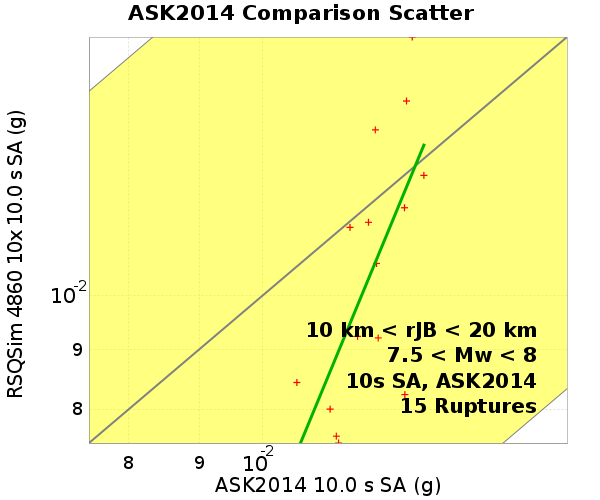 ASK2014 Comparison Scatter
RSQSim 4860 10x 10.0 s SA (g)
10-2
9
8
10 km < rJB < 20 km
7.5 < Mw < 8
10s SA, ASK2014
15 Ruptures
8
9
10-2
ASK2014 10.0 s SA (g)